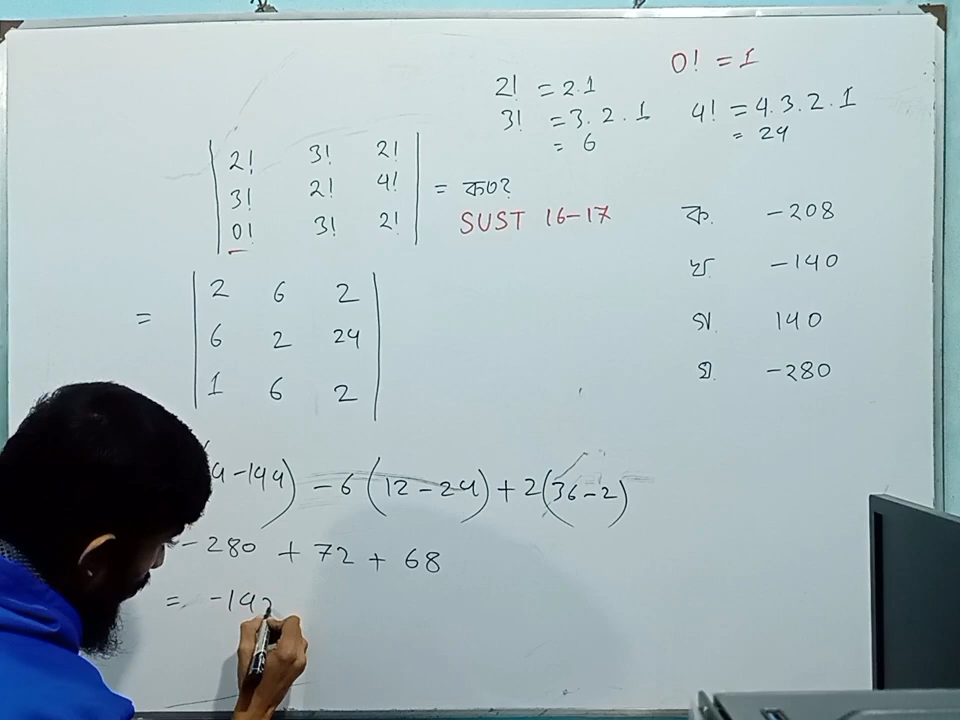 0! = 1
2! = 2.1
3! = 3. 2. 1
= 6
4! = 4.3.2.1
= 24
| 2! 3! 2! |
| 3! 2! 4! | = কত?
| 0! 3! 2! |
SUST 16-17
ক. -208
খ. -140
গ. 140
ঘ. -280
= | 2 6 2 |
| 6 2 24 |
| 1 6 2 |
4 - 144) - 6(12 - 24) + 2(36 - 2)
- 280 + 72 + 68
= -14